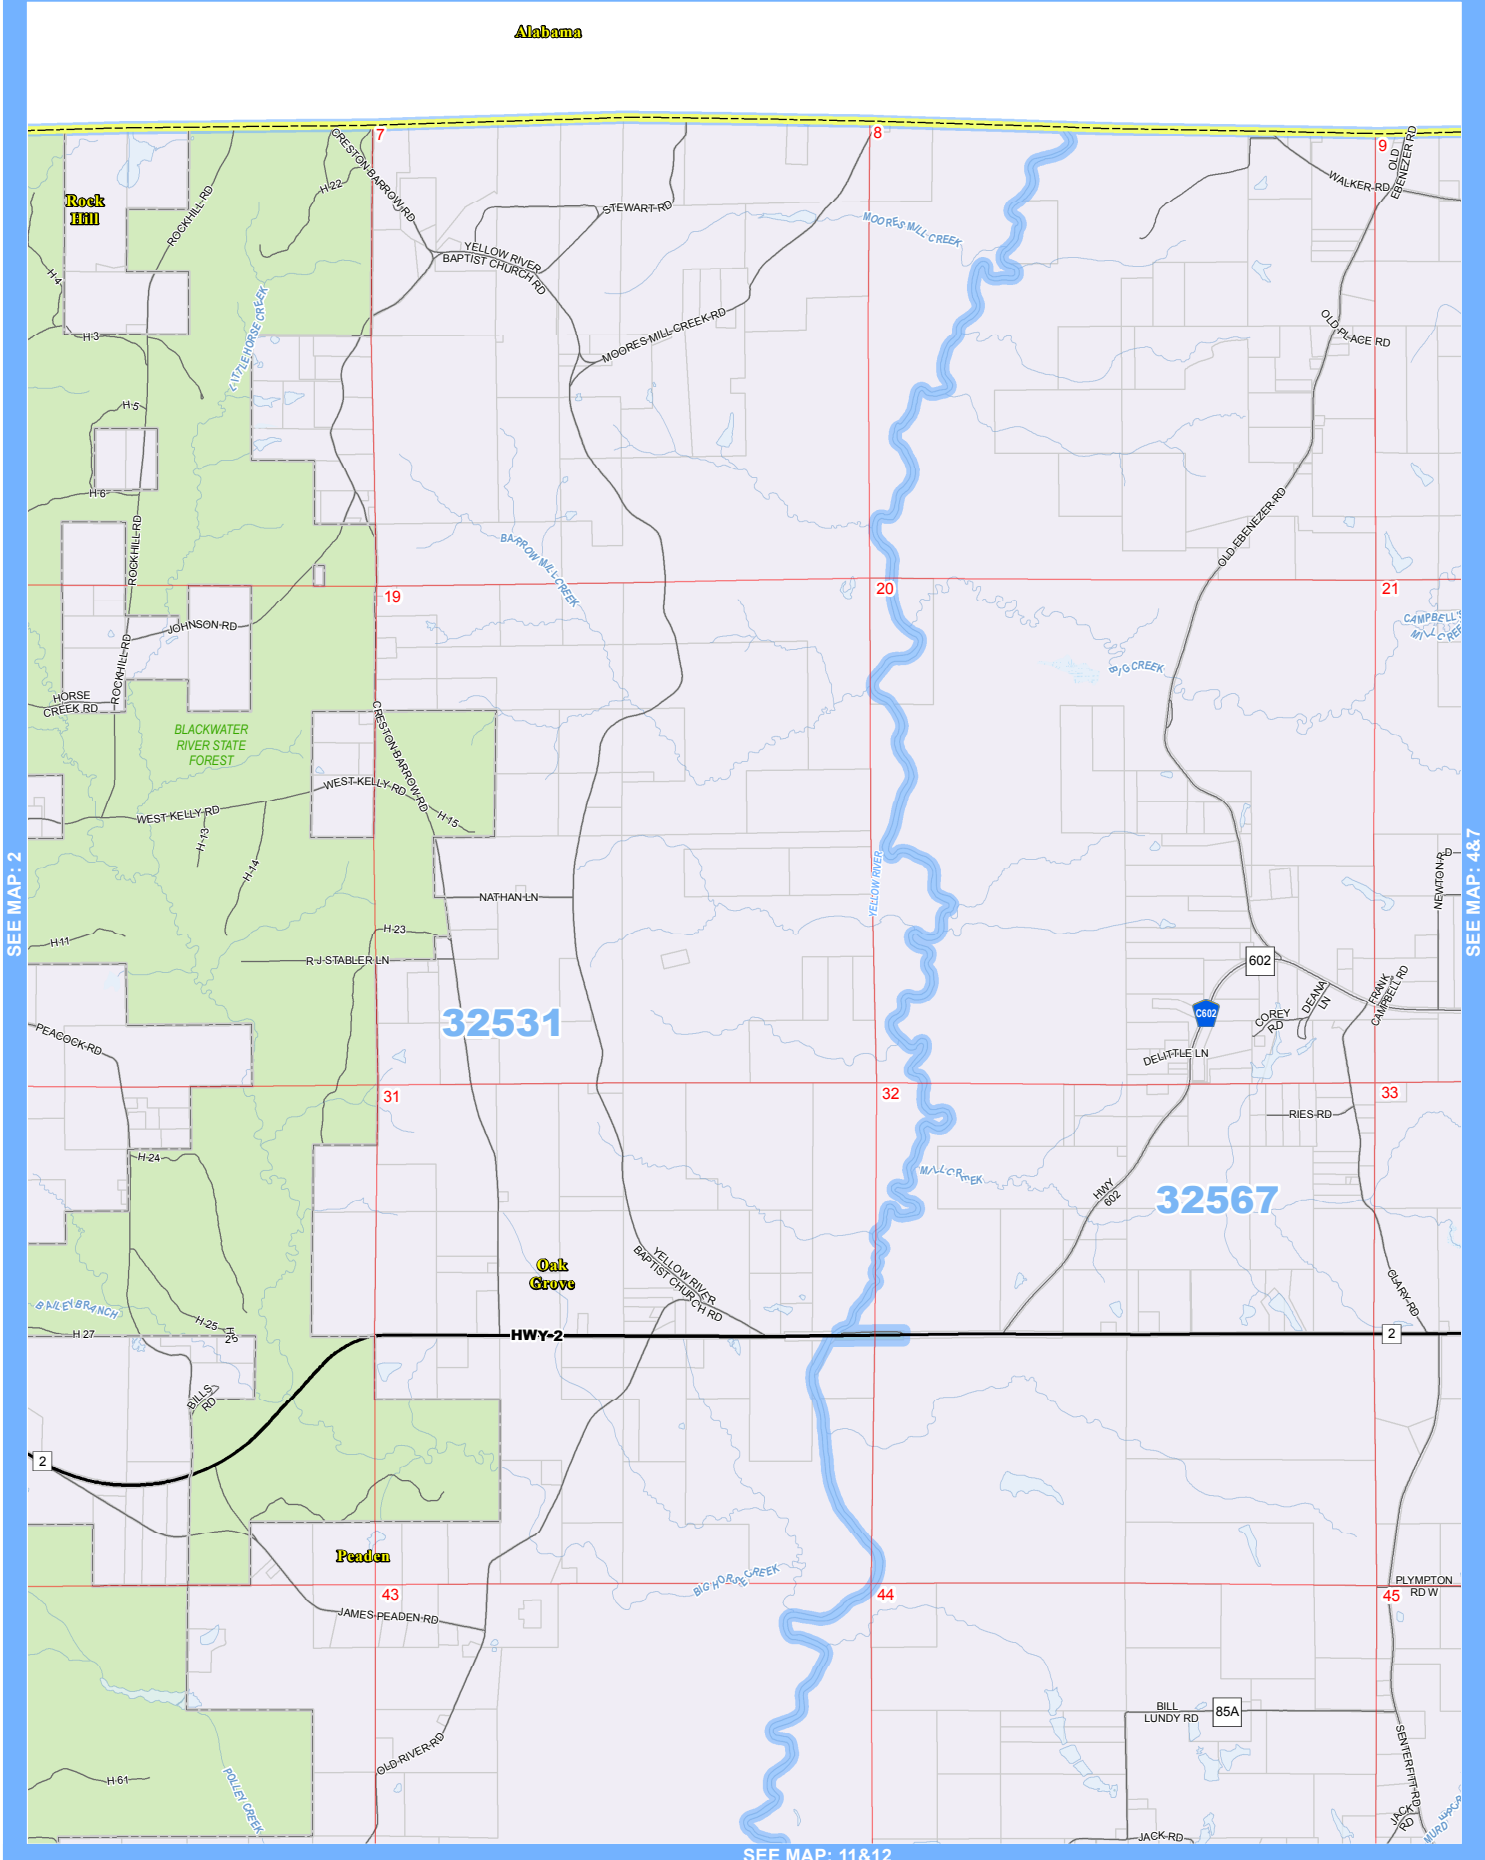 Alabama
7
8
9
OLD
EBENEZER RD
CRESTON BARROW RD
H-22
WALKER RD
Rock
Hill
ROCKHILL RD
STEWART RD
MOORES MILL CREEK
YELLOW RIVER
BAPTIST CHURCH RD
H-4
LITTLE HORSE CREEK
H-3
MOORES MILL CREEK RD
OLD PLACE RD
H-5
H-6
ROCKHILL RD
BARROW MILL CREEK
OLD EBENEZER RD
19
20
21
JOHNSON RD
CAMPBELL'S
ROCKHILL RD
BIG CREEK
HORSE
CREEK RD
CRESTON BARROW RD
BLACKWATER
RIVER STATE
FOREST
WEST KELLY RD
WEST KELLY RD
H-15
H-13
H-14
YELLOW RIVER
NEWTON RD
NATHAN LN
SEE MAP: 2
SEE MAP: 4&7
H-11
H-23
R J STABLER LN
602
FRANK
CAMPBELL RD
DEANA
LN
C602
COREY
RD
32531
PEACOCK RD
DELITTLE LN
31
32
33
RIES RD
H-24
MILL CREEK
HWY
602
32567
Oak
Grove
YELLOW RIVER
BAPTIST CHURCH RD
CLARY RD
BAILEY BRANCH
H-25
H 27
HWY-2
2
BILLS
RD
2
Peaden
BIG HORSE CREEK
PLYMPTON
RD W
43
44
45
JAMES PEADEN RD
BILL
LUNDY RD
85A
OLD RIVER RD
SENTERFITT RD
H-61
POLLEY CREEK
JACK
RD
JACK RD
SEE MAP: 11&12